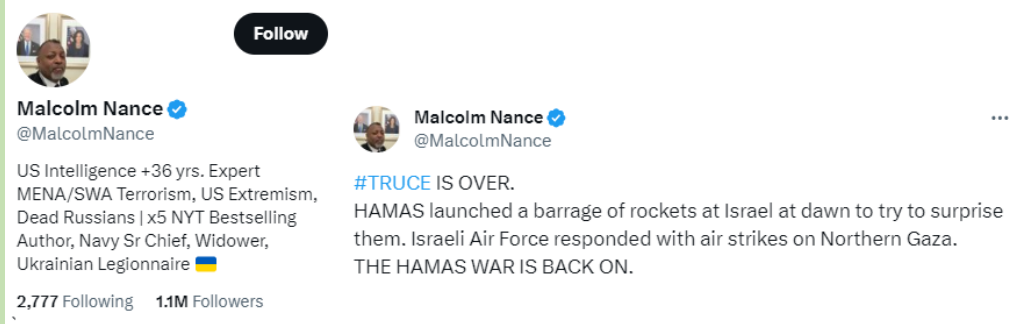 Follow
Malcolm Nance
@MalcolmNance
US Intelligence +36 yrs. Expert
MENA/SWA Terrorism, US Extremism,
Dead Russians | x5 NYT Bestselling
Author, Navy Sr Chief, Widower,
Ukrainian Legionnaire 🇺🇦
2,777 Following 1.1M Followers
Malcolm Nance
@MalcolmNance
#TRUCE IS OVER.
HAMAS launched a barrage of rockets at Israel at dawn to try to surprise
them. Israeli Air Force responded with air strikes on Northern Gaza.
THE HAMAS WAR IS BACK ON.